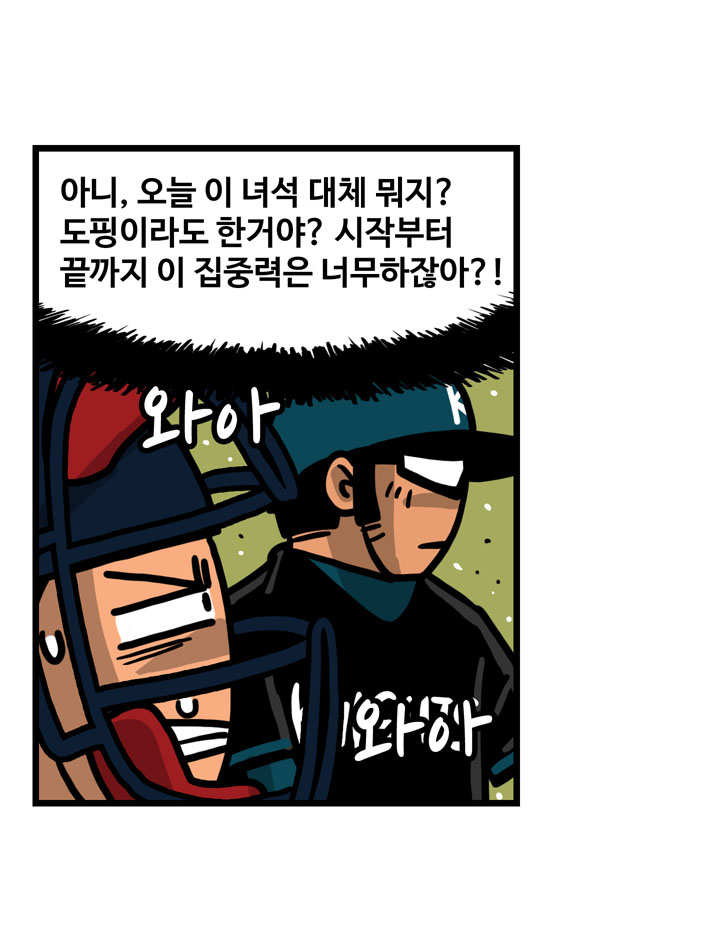 아니, 오늘 이 녀석 대체 뭐지?
도핑이라도 한거야? 시작부터
끝까지 이 집중력은 너무하잖아?!
와아
K
와아